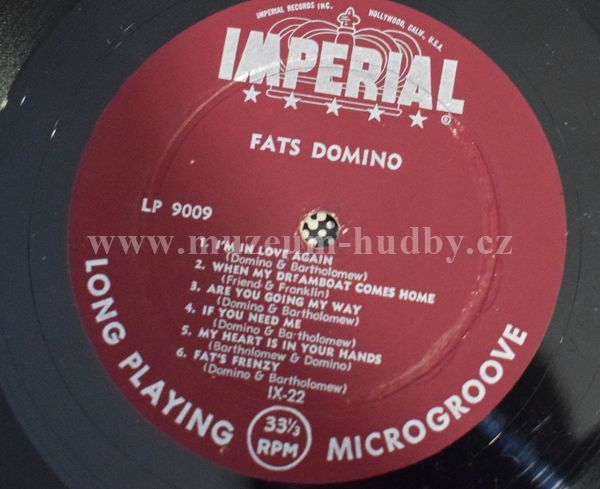 IMPERIAL RECORDS INC. HOLLYWOOD, CALIF., U.S.A.
IMPERIAL
®
FATS DOMINO
LP 9009
www.muzeum-hudby.cz
1. I'M IN LOVE AGAIN
(Domino & Bartholomew)
2. WHEN MY DREAMBOAT COMES HOME
(Friend & Franklin)
3. ARE YOU GOING MY WAY
(Domino & Bartholomew)
4. IF YOU NEED ME
(Domino & Bartholomew)
5. MY HEART IS IN YOUR HANDS
(Bartholomew & Domino)
6. FAT'S FRENZY
(Domino & Bartholomew)
IX-22
LONG PLAYING 33⅓ RPM MICROGROOVE